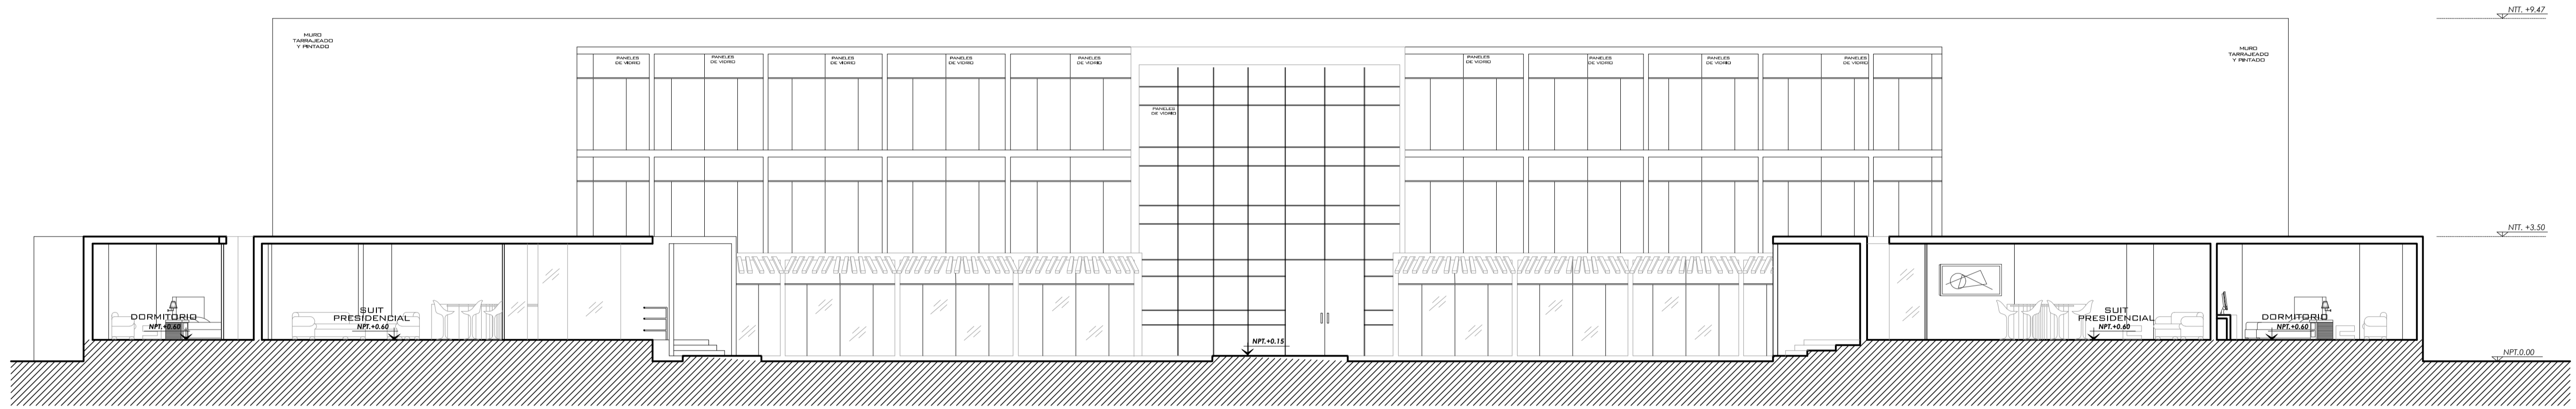 NTT. +9.47
MURO
TARRAJEADO
Y PINTADO
MURO
TARRAJEADO
Y PINTADO
PANELES
DE VIDRIO
PANELES
DE VIDRIO
PANELES
DE VIDRIO
PANELES
DE VIDRIO
PANELES
DE VIDRIO
PANELES
DE VIDRIO
PANELES
DE VIDRIO
PANELES
DE VIDRIO
PANELES
DE VIDRIO
PANELES
DE VIDRIO
NTT. +3.50
DORMITORIO
NPT.+0.60
SUIT
PRESIDENCIAL
NPT.+0.60
NPT.+0.15
SUIT
PRESIDENCIAL
NPT.+0.60
DORMITORIO
NPT.+0.60
NPT.0.00